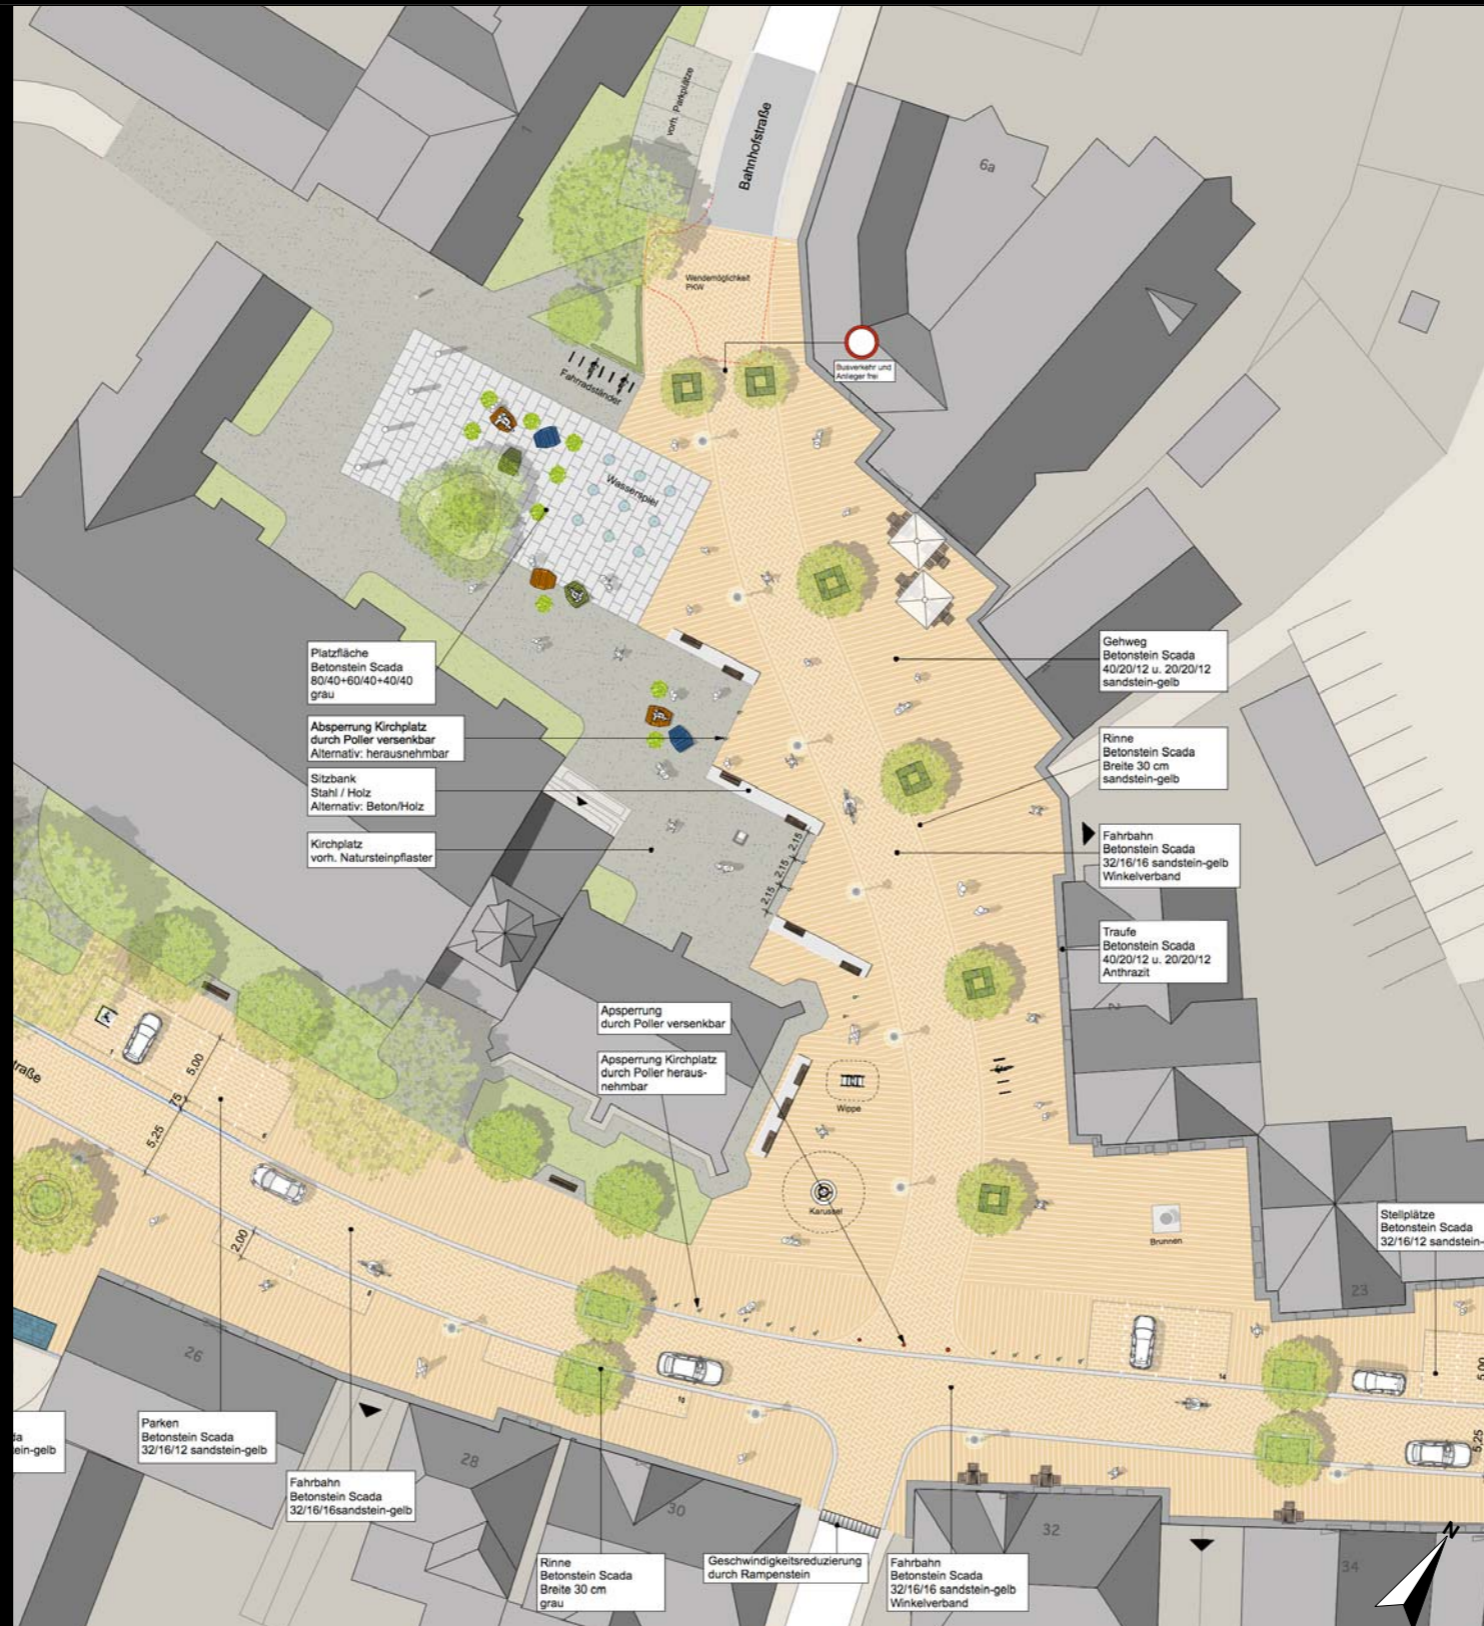 vorh. Parkplätze
Bahnhofstraße
6a
1
Wendemöglichkeit
PKW
Busverkehr und
Anlieger frei
Fahrradständer
Wasserspiel
Platzfläche
Betonstein Scada
80/40+60/40+40/40
grau
Absperrung Kirchplatz
durch Poller versenkbar
Alternativ: herausnehmbar
Sitzbank
Stahl / Holz
Alternativ: Beton/Holz
Kirchplatz
vorh. Natursteinpflaster
Gehweg
Betonstein Scada
40/20/12 u. 20/20/12
sandstein-gelb
Rinne
Betonstein Scada
Breite 30 cm
sandstein-gelb
Fahrbahn
Betonstein Scada
32/16/16 sandstein-gelb
Winkelverband
Traufe
Betonstein Scada
40/20/12 u. 20/20/12
Anthrazit
2,15
2,15
2,15
2
Apsperrung
durch Poller versenkbar
Apsperrung Kirchplatz
durch Poller heraus-
nehmbar
Wippe
Karussel
Brunnen
raße
5,00
75
5,25
2,00
Stellplätze
Betonstein Scada
32/16/12 sandstein-
23
14
5,00
5,25
26
28
30
32
34
da
ein-gelb
Parken
Betonstein Scada
32/16/12 sandstein-gelb
Fahrbahn
Betonstein Scada
32/16/16sandstein-gelb
Rinne
Betonstein Scada
Breite 30 cm
grau
Geschwindigkeitsreduzierung
durch Rampenstein
Fahrbahn
Betonstein Scada
32/16/16 sandstein-gelb
Winkelverband
N